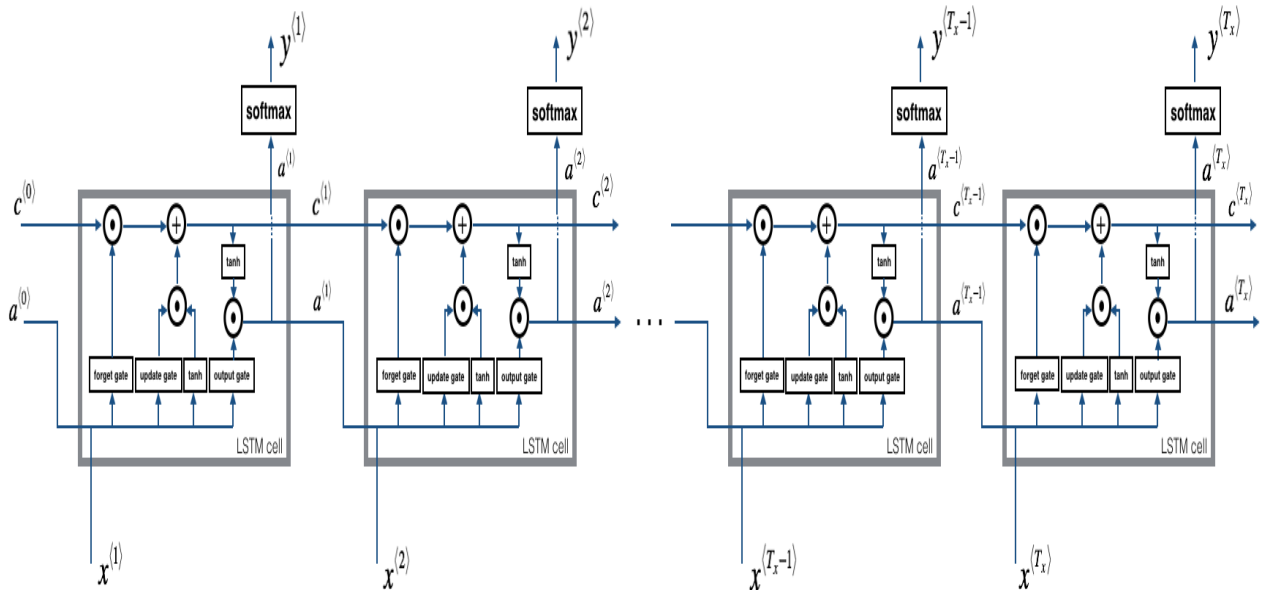 y⟨1⟩ y⟨2⟩ y⟨Tₓ−1⟩ y⟨Tₓ⟩
softmax softmax softmax softmax
a⟨1⟩ a⟨2⟩ a⟨Tₓ−1⟩ a⟨Tₓ⟩
c⟨0⟩ c⟨1⟩ c⟨2⟩ c⟨Tₓ−1⟩ c⟨Tₓ⟩
+ + + +
tanh tanh tanh tanh
a⟨0⟩ a⟨1⟩ a⟨2⟩ ... a⟨Tₓ−1⟩ a⟨Tₓ⟩
forget gate update gate tanh output gate forget gate update gate tanh output gate forget gate update gate tanh output gate forget gate update gate tanh output gate
LSTM cell LSTM cell LSTM cell LSTM cell
x⟨1⟩ x⟨2⟩ x⟨Tₓ−1⟩ x⟨Tₓ⟩